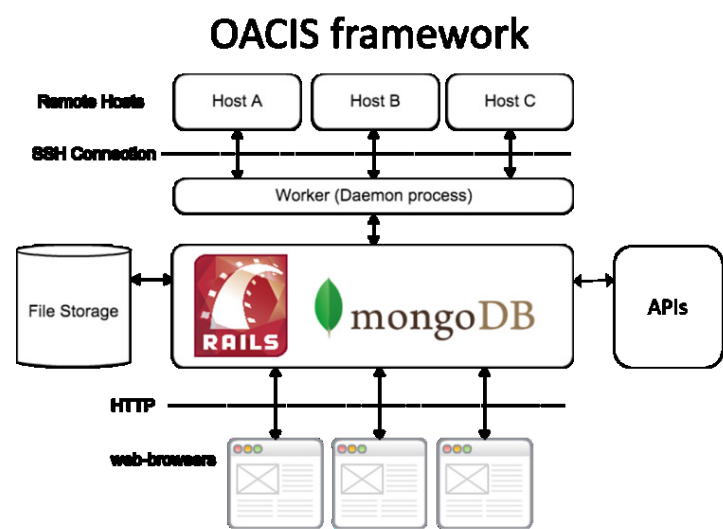 OACIS framework
Remote Hosts
Host A
Host B
Host C
SSH Connection
Worker (Daemon process)
File Storage
RAILS
mongoDB
APIs
HTTP
web-browsers